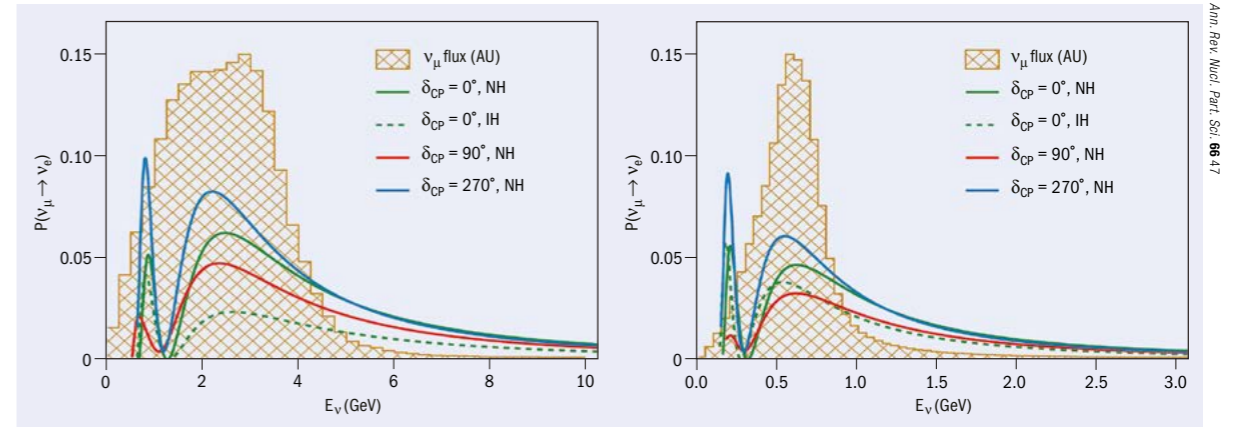 0.15
0.10
0.05
0
P(νμ → νe)
0
2
4
6
8
10
Eν (GeV)
νμ flux (AU)
δCP = 0°, NH
δCP = 0°, IH
δCP = 90°, NH
δCP = 270°, NH
0.15
0.10
0.05
0
P(νμ → νe)
0.0
0.5
1.0
1.5
2.0
2.5
3.0
Eν (GeV)
νμ flux (AU)
δCP = 0°, NH
δCP = 0°, IH
δCP = 90°, NH
δCP = 270°, NH
Ann. Rev. Nucl. Part. Sci. 66 47